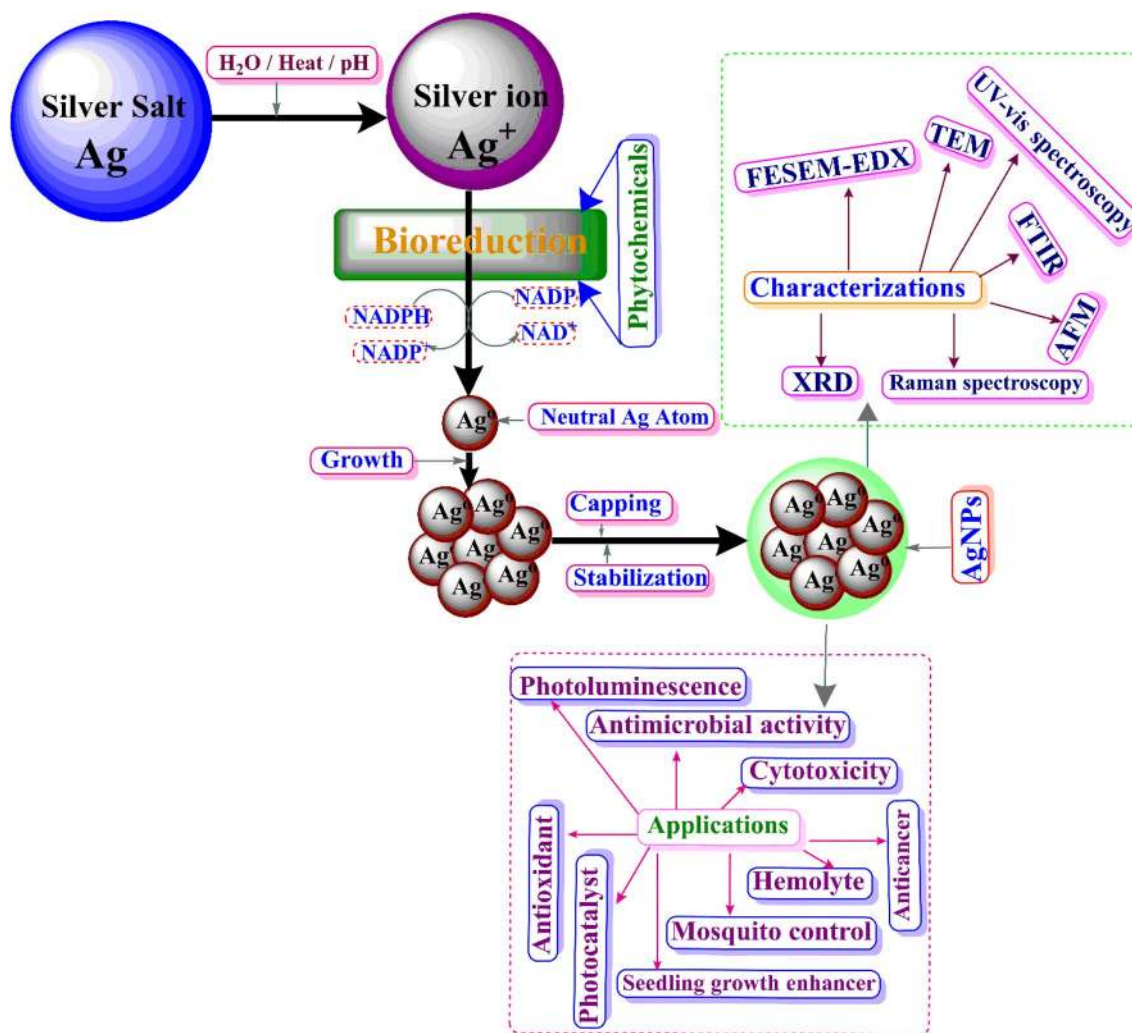 H₂O / Heat / pH
Silver Salt
Ag
Silver ion
Ag⁺
Bioreduction
Phytochemicals
NADPH
NADP⁺
NADP
NAD⁺
Ag⁰
Neutral Ag Atom
Growth
Ag⁰
Ag⁰
Ag⁰
Ag
Ag
Ag
Ag⁰
Capping
Stabilization
Ag⁰
Ag⁰
Ag⁰
Ag
Ag
Ag
Ag⁰
AgNPs
FESEM-EDX
TEM
UV-vis spectroscopy
FTIR
Characterizations
AFM
XRD
Raman spectroscopy
Photoluminescence
Antimicrobial activity
Cytotoxicity
Applications
Antioxidant
Anticancer
Hemolyte
Photocatalyst
Mosquito control
Seedling growth enhancer